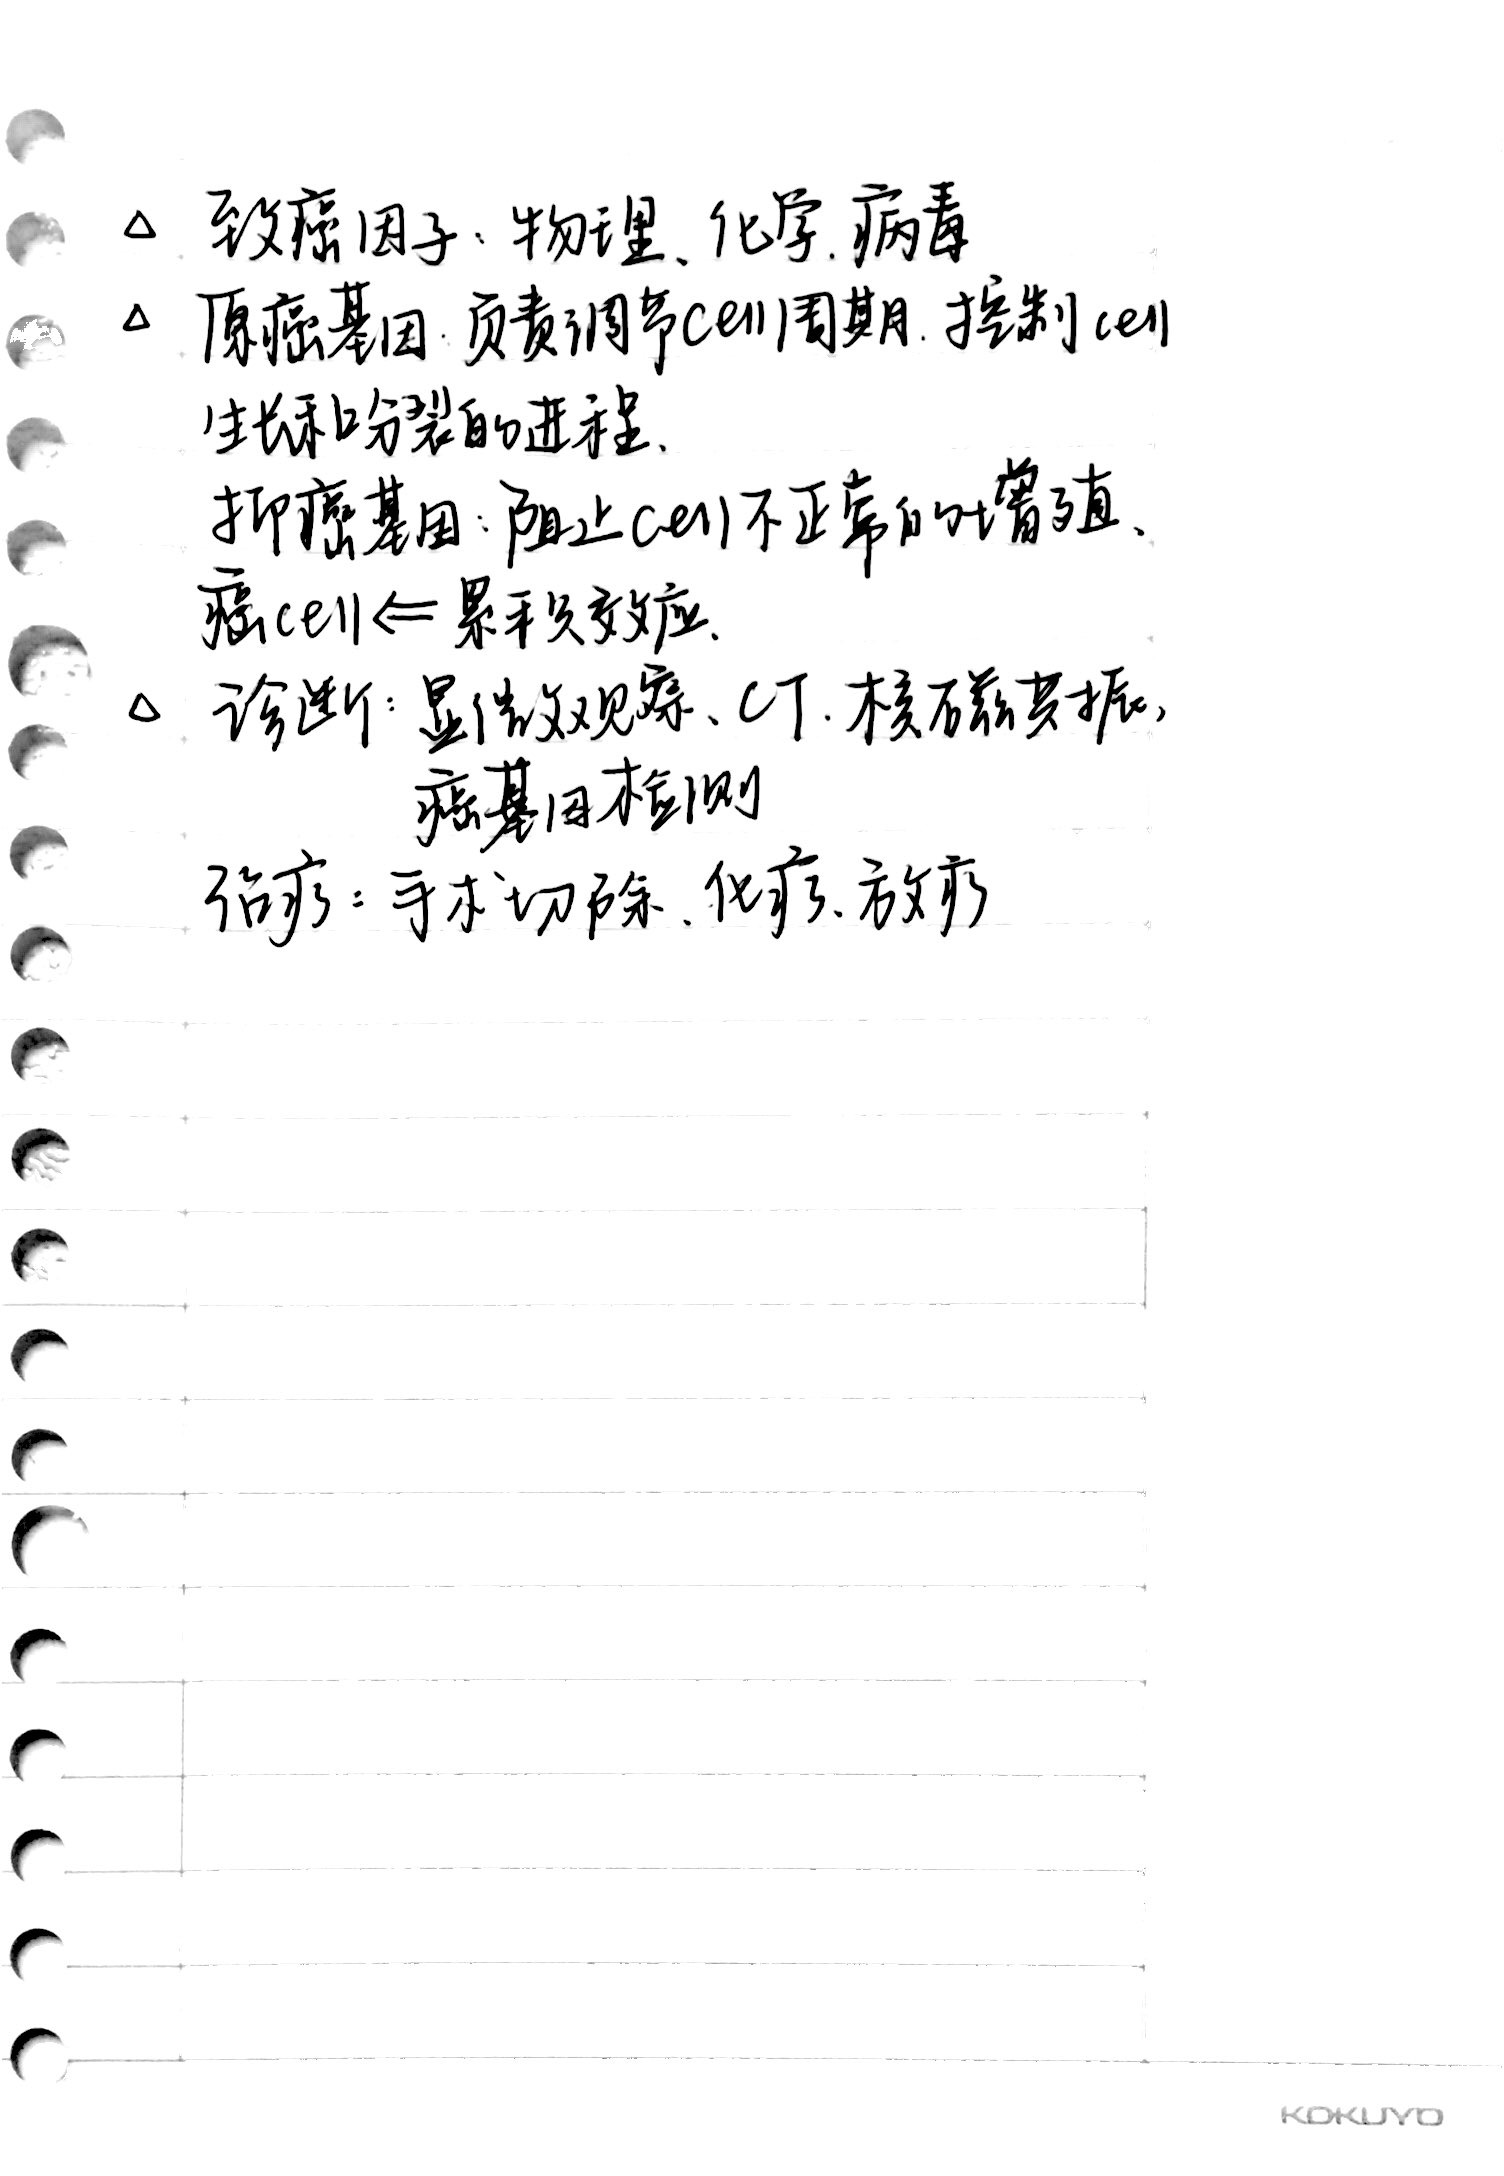 △ 致癌因子：物理、化学、病毒
△ 原癌基因：负责调节cell周期.控制cell
生长和分裂的进程.
抑癌基因：阻止cell不正常的增殖、
癌cell⇐累积效应.
△ 诊断：显微观察、CT.核磁共振,
癌基因检测
治疗：手术切除、化疗、放疗
KOKUYO